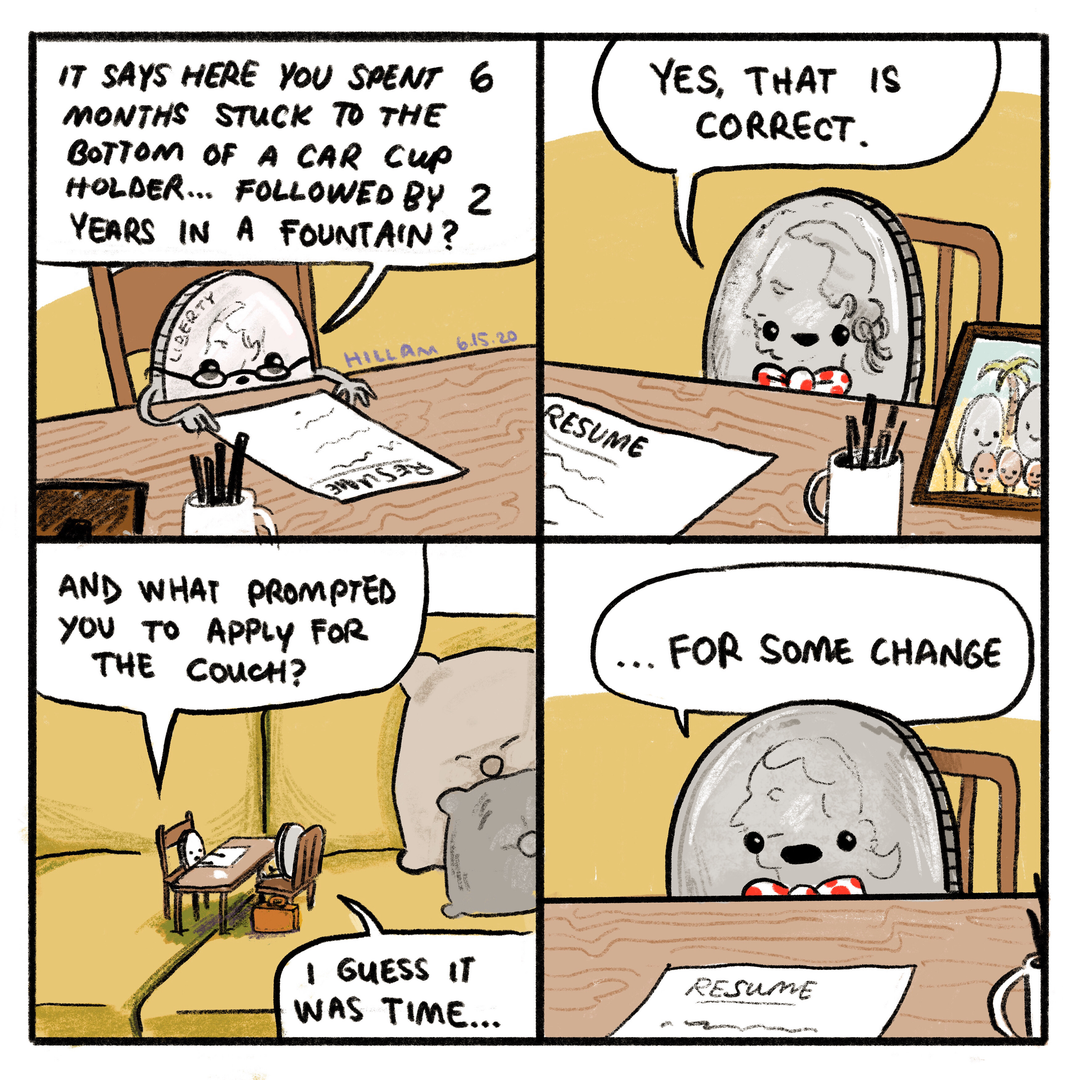 IT SAYS HERE YOU SPENT 6
MONTHS STUCK TO THE
BOTTOM OF A CAR CUP
HOLDER... FOLLOWED BY 2
YEARS IN A FOUNTAIN?
LIBERTY
HILLAM 6.15.20
RESUME
YES, THAT IS
CORRECT.
RESUME
AND WHAT PROMPTED
YOU TO APPLY FOR
THE COUCH?
I GUESS IT
WAS TIME...
... FOR SOME CHANGE
RESUME